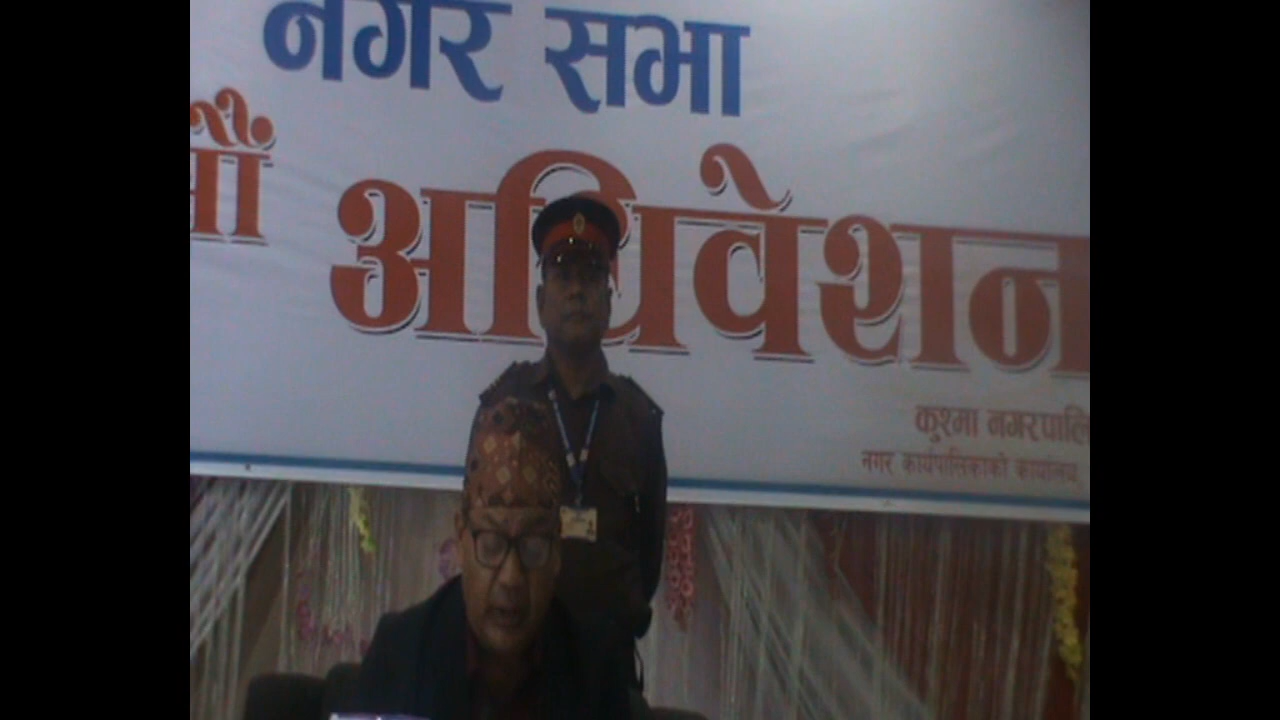 नगर सभा
अधिवेशन
कुश्मा नगरपालि
नगर कार्यपालिकाको कार्यालय,